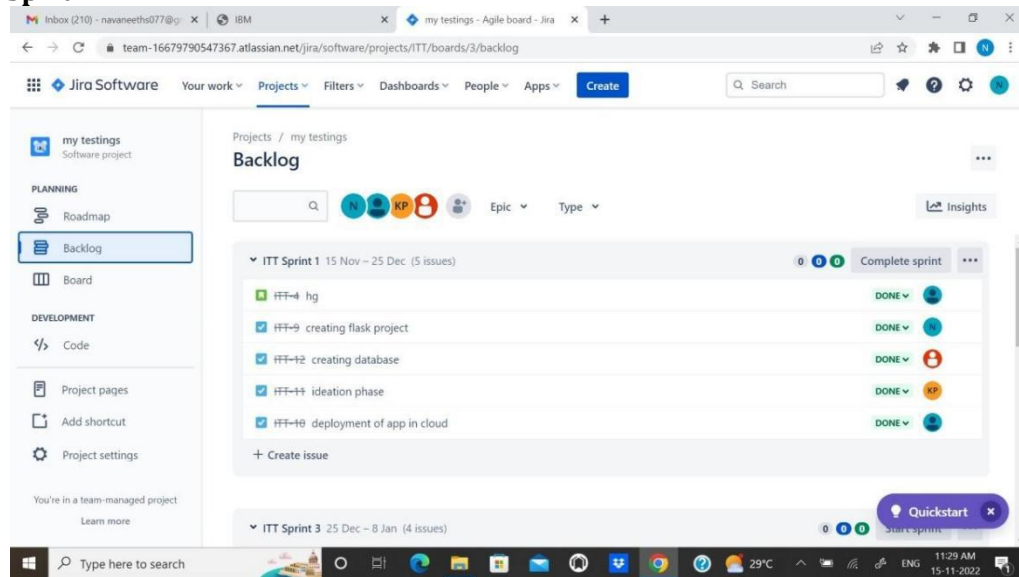 Inbox (210) - navaneeths077@g
IBM
my testings - Agile board - Jira
team-16679790547367.atlassian.net/jira/software/projects/ITT/boards/3/backlog
N
Jira Software Your work Projects Filters Dashboards People Apps Create Search N
my testings
Software project
PLANNING
Roadmap
Backlog
Board
DEVELOPMENT
Code
Project pages
Add shortcut
Project settings
You're in a team-managed project
Learn more
Projects / my testings
Backlog
N KP Epic Type Insights
ITT Sprint 1 15 Nov – 25 Dec (5 issues) 0 0 0 Complete sprint
ITT-4 hg DONE
ITT-9 creating flask project DONE N
ITT-12 creating database DONE
ITT-11 ideation phase DONE KP
ITT-10 deployment of app in cloud DONE
+ Create issue
Quickstart
ITT Sprint 3 25 Dec – 8 Jan (4 issues) 0 0 0 Start sprint
Type here to search 29°C ENG 11:29 AM
15-11-2022